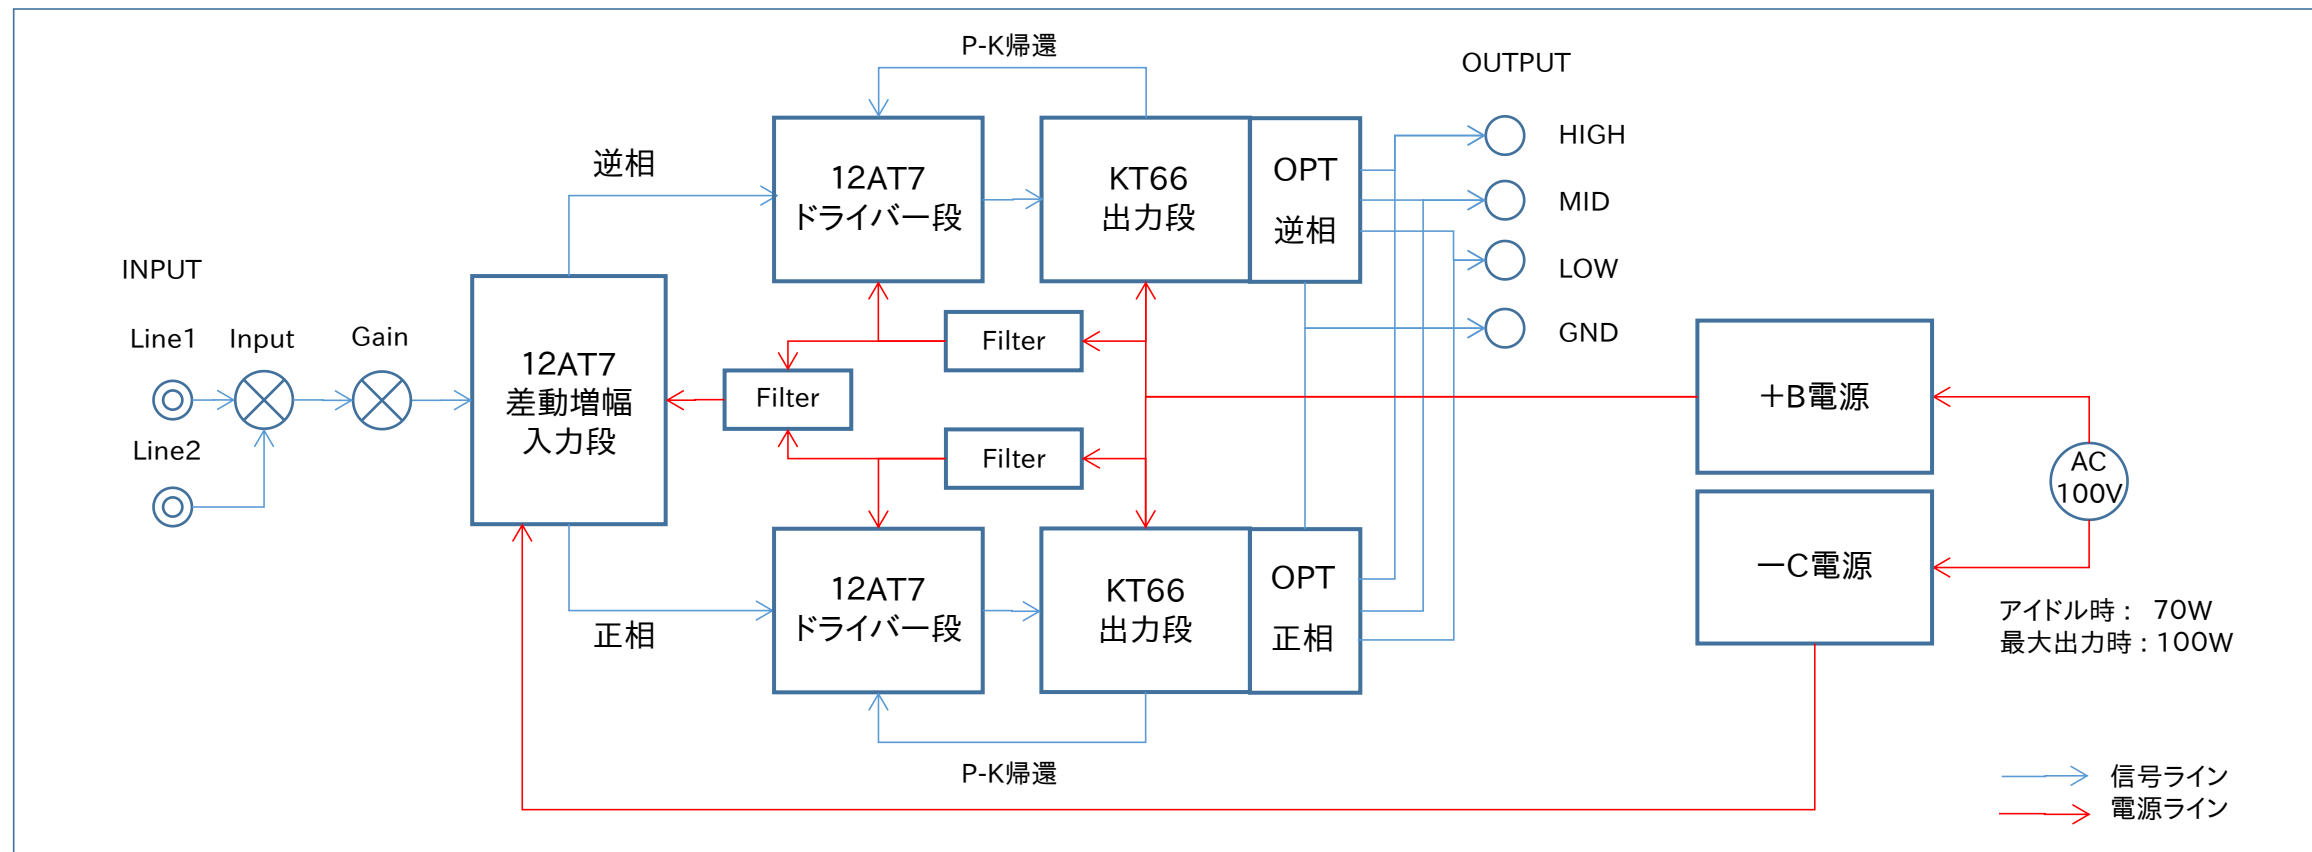 P-K帰還
OUTPUT
逆相
12AT7
ドライバー段
KT66
出力段
OPT
逆相
HIGH
MID
LOW
GND
INPUT
Line1
Input
Gain
Line2
12AT7
差動増幅
入力段
Filter
Filter
Filter
+B電源
AC
100V
ーC電源
正相
12AT7
ドライバー段
KT66
出力段
OPT
正相
アイドル時： 70W
最大出力時：100W
P-K帰還
信号ライン
電源ライン